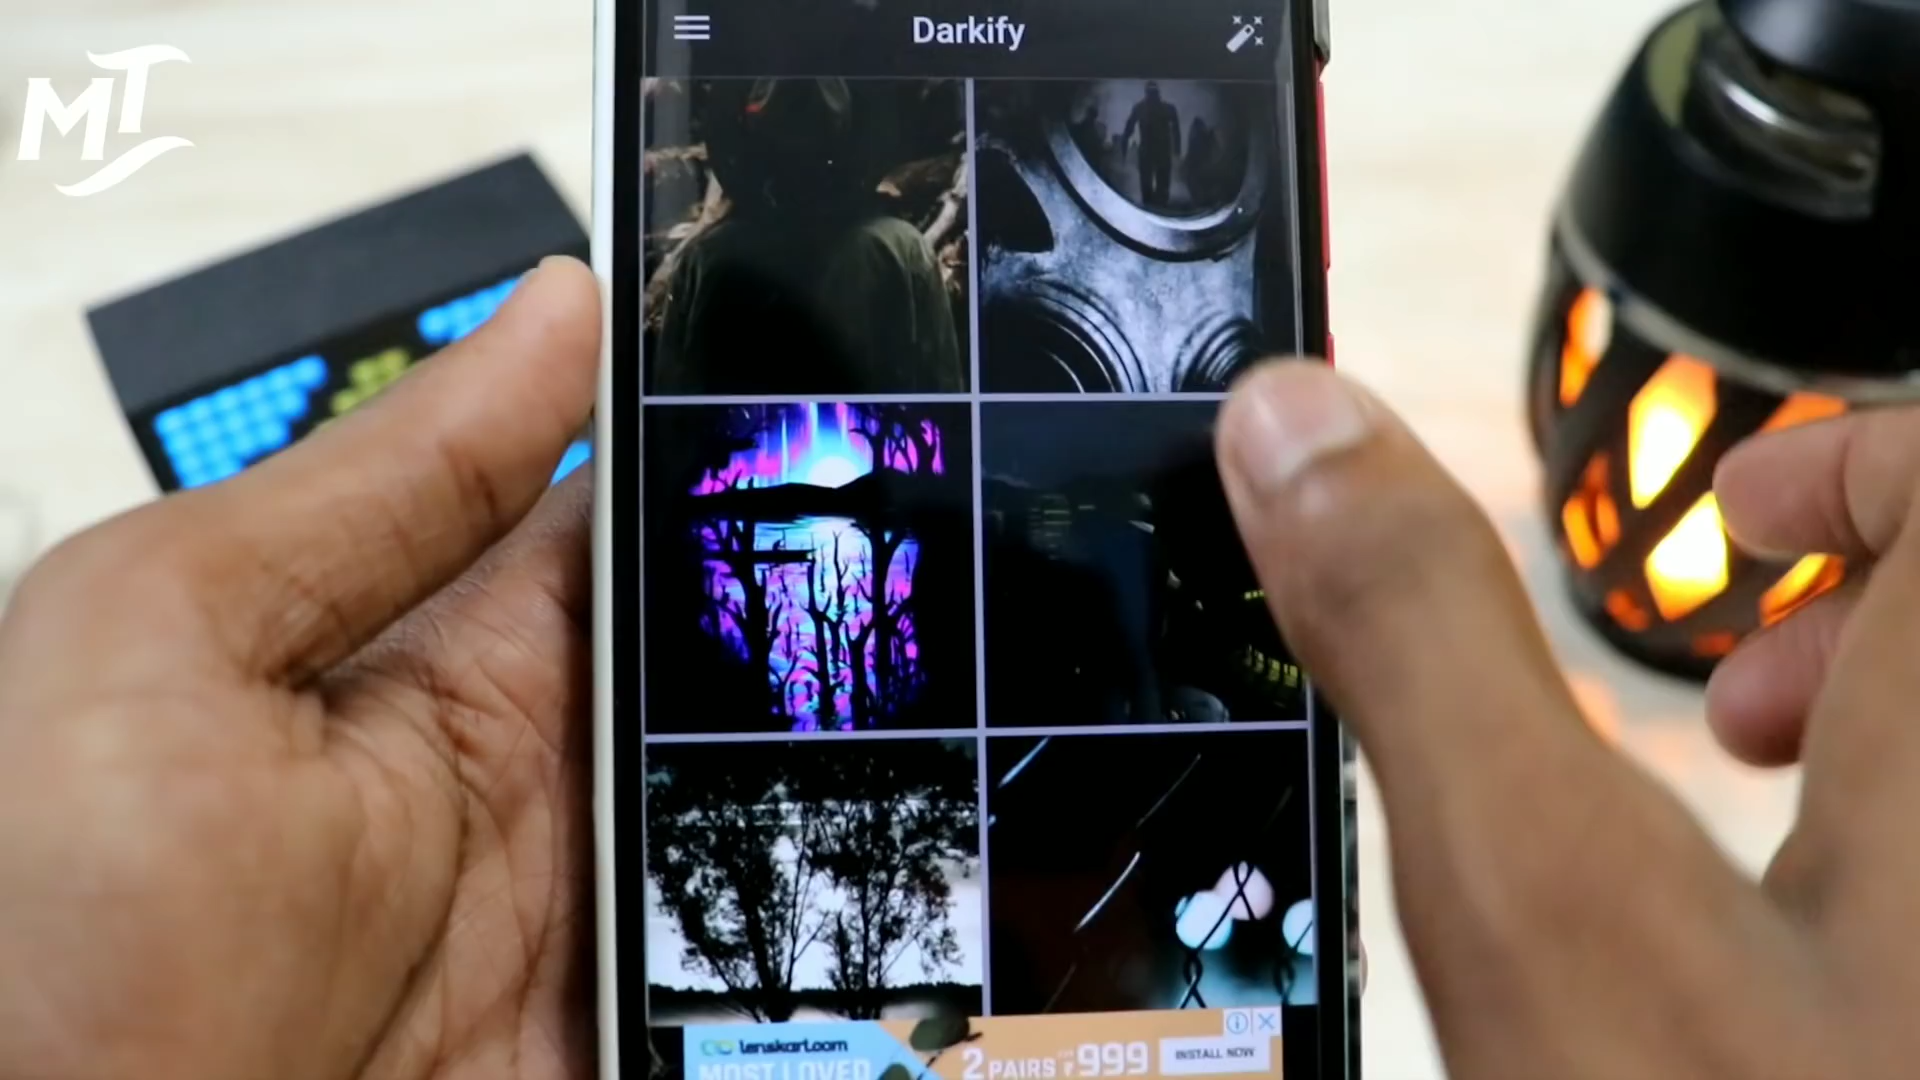 MT
Darkify
lenskart.com
MOST LOVED
2 PAIRS ₹999
INSTALL NOW